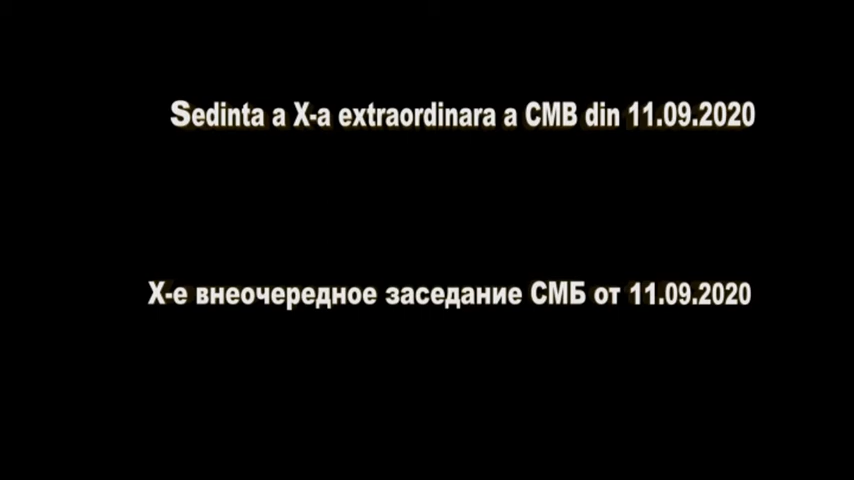 Sedinta a X-a extraordinara a CMB din 11.09.2020
X-е внеочередное заседание СМБ от 11.09.2020